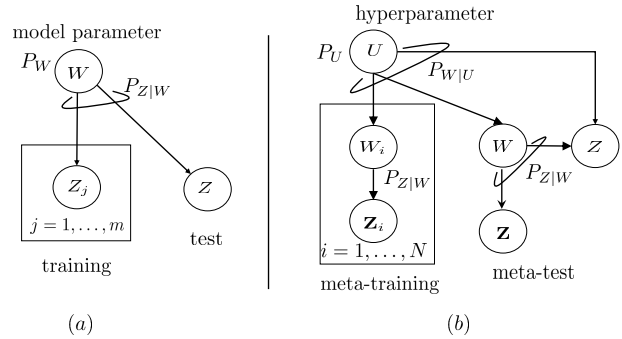 model parameter
P_W
W
P_{Z|W}
Z_j
j = 1, . . . , m
training
Z
test
(a)
hyperparameter
P_U
U
P_{W|U}
W_i
P_{Z|W}
𝐙_i
i = 1, . . . , N
meta-training
W
Z
P_{Z|W}
𝐙
meta-test
(b)